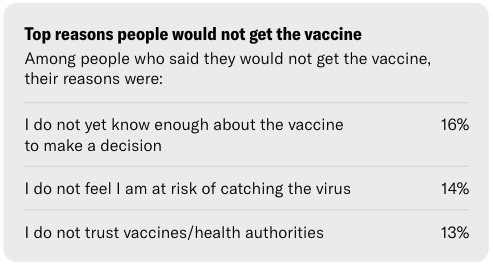 Top reasons people would not get the vaccine
Among people who said they would not get the vaccine,
their reasons were:
I do not yet know enough about the vaccine 16%
to make a decision
I do not feel I am at risk of catching the virus 14%
I do not trust vaccines/health authorities 13%